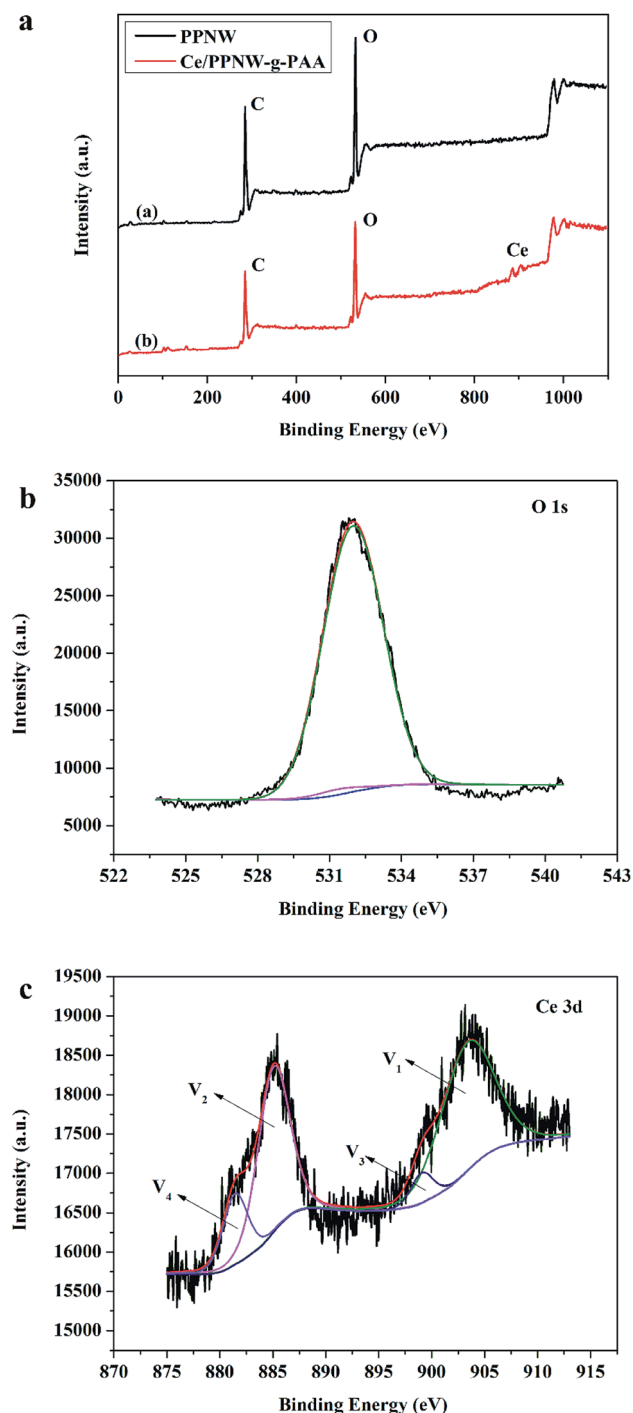 a
PPNW
Ce/PPNW-g-PAA
O
C
(a)
O
Ce
C
(b)
Intensity (a.u.)
0 200 400 600 800 1000
Binding Energy (eV)
b
35000
O 1s
30000
25000
20000
15000
10000
5000
Intensity (a.u.)
522 525 528 531 534 537 540 543
Binding Energy (eV)
c
19500
Ce 3d
19000
18500
18000
17500
17000
16500
16000
15500
15000
Intensity (a.u.)
V1
V2
V3
V4
870 875 880 885 890 895 900 905 910 915
Binding Energy (eV)